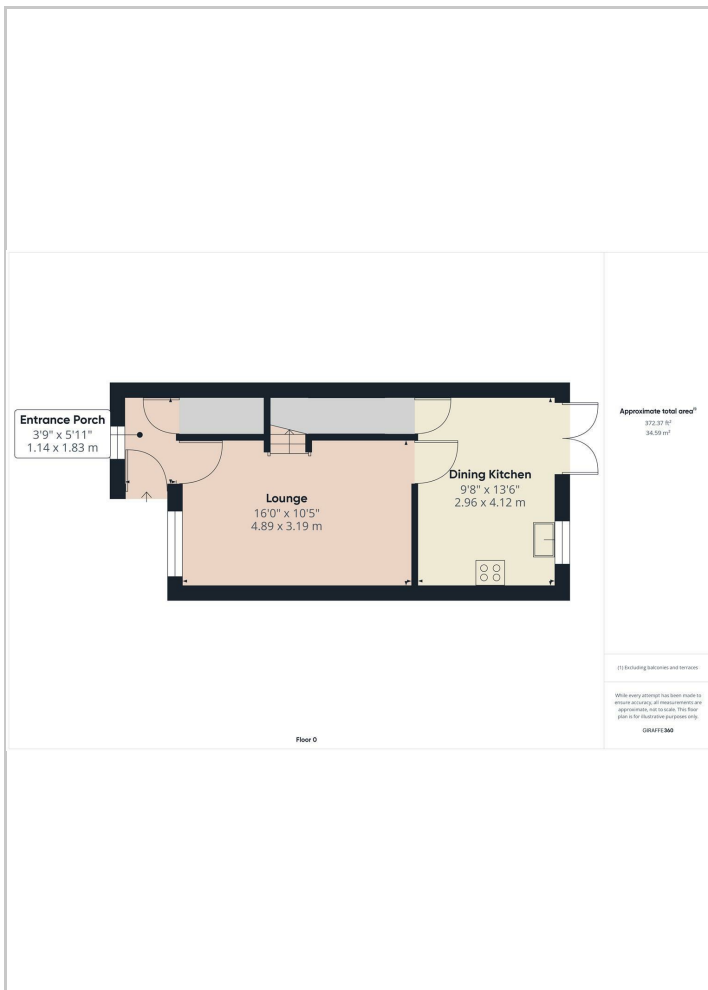 Entrance Porch
3'9" x 5'11"
1.14 x 1.83 m
Lounge
16'0" x 10'5"
4.89 x 3.19 m
Dining Kitchen
9'8" x 13'6"
2.96 x 4.12 m
Floor 0
Approximate total area⁽¹⁾
372.37 ft²
34.59 m²
(1) Excluding balconies and terraces
While every attempt has been made to
ensure accuracy, all measurements are
approximate, not to scale. This floor
plan is for illustrative purposes only.
GIRAFFE360